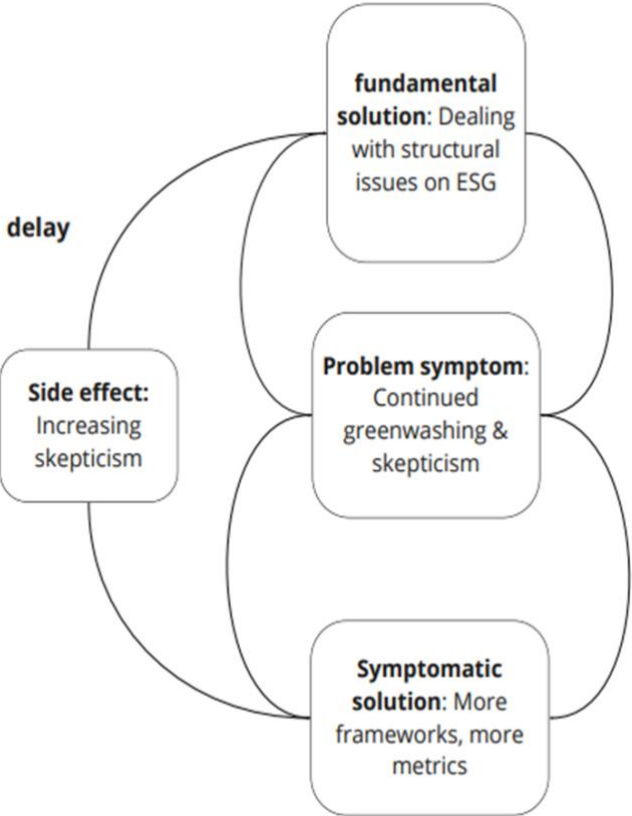 fundamental
solution: Dealing
with structural
issues on ESG
delay
Side effect:
Increasing
skepticism
Problem symptom:
Continued
greenwashing &
skepticism
Symptomatic
solution: More
frameworks, more
metrics